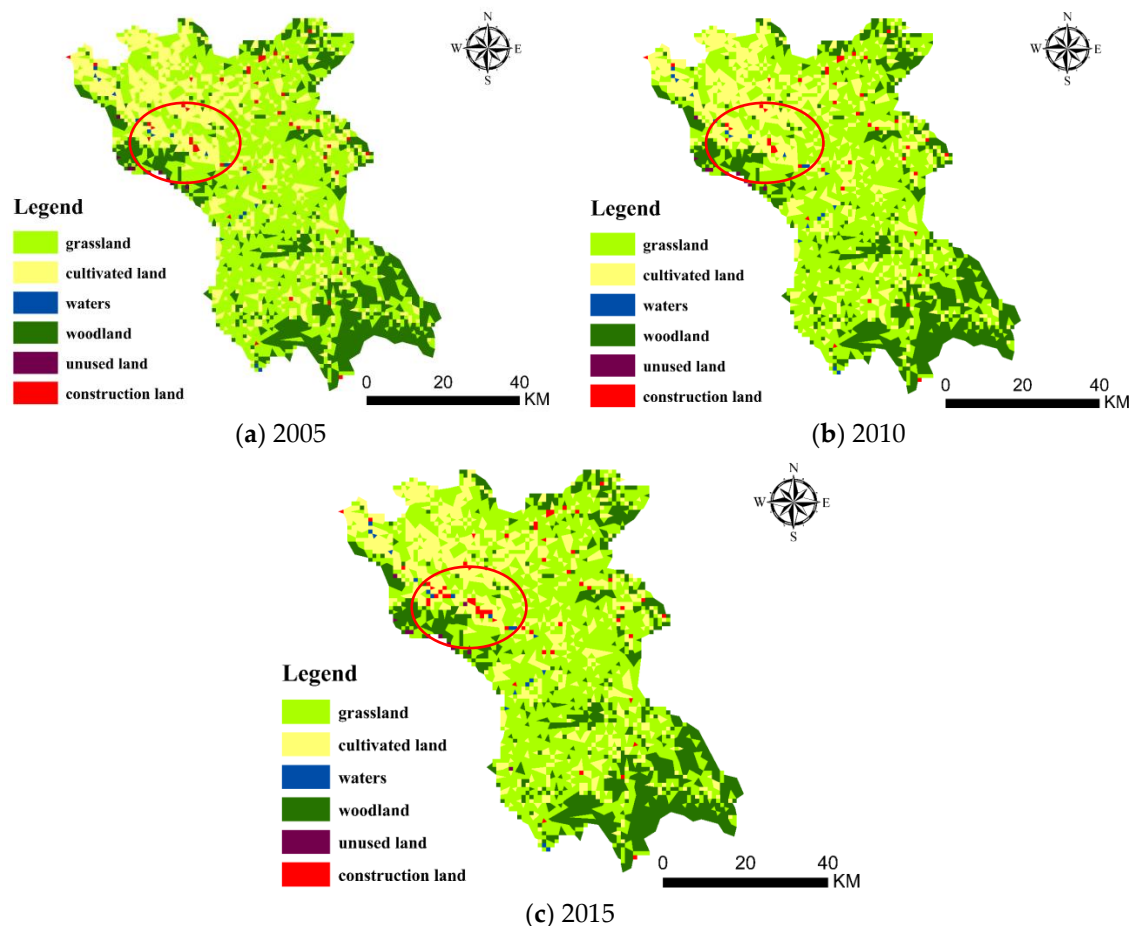 N
W E
S
Legend
grassland
cultivated land
waters
woodland
unused land
construction land
0 20 40
KM
(a) 2005
N
W E
S
Legend
grassland
cultivated land
waters
woodland
unused land
construction land
0 20 40
KM
(b) 2010
N
W E
S
Legend
grassland
cultivated land
waters
woodland
unused land
construction land
0 20 40
KM
(c) 2015